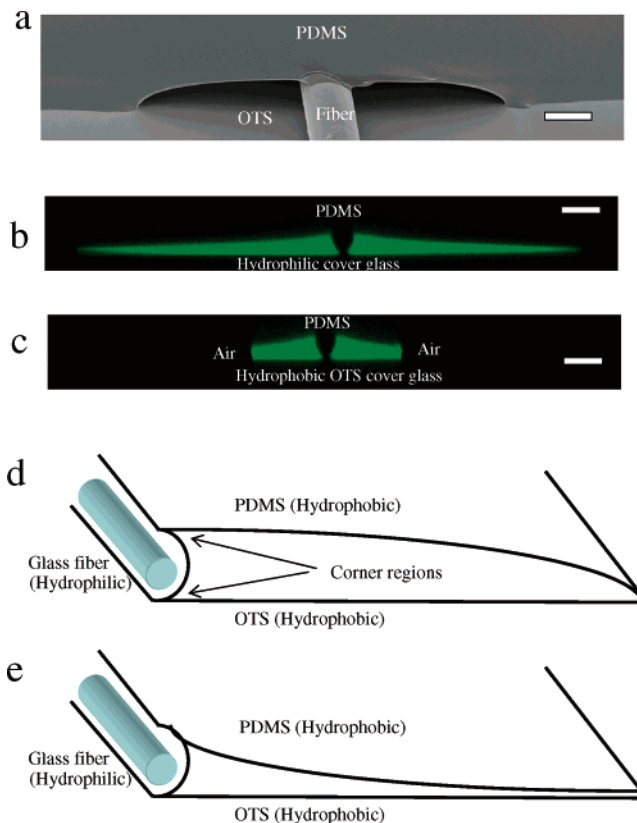 a
PDMS
OTS
Fiber
b
PDMS
Hydrophilic cover glass
c
PDMS
Air
Air
Hydrophobic OTS cover glass
d
PDMS (Hydrophobic)
Glass fiber
(Hydrophilic)
Corner regions
OTS (Hydrophobic)
e
PDMS (Hydrophobic)
Glass fiber
(Hydrophilic)
OTS (Hydrophobic)